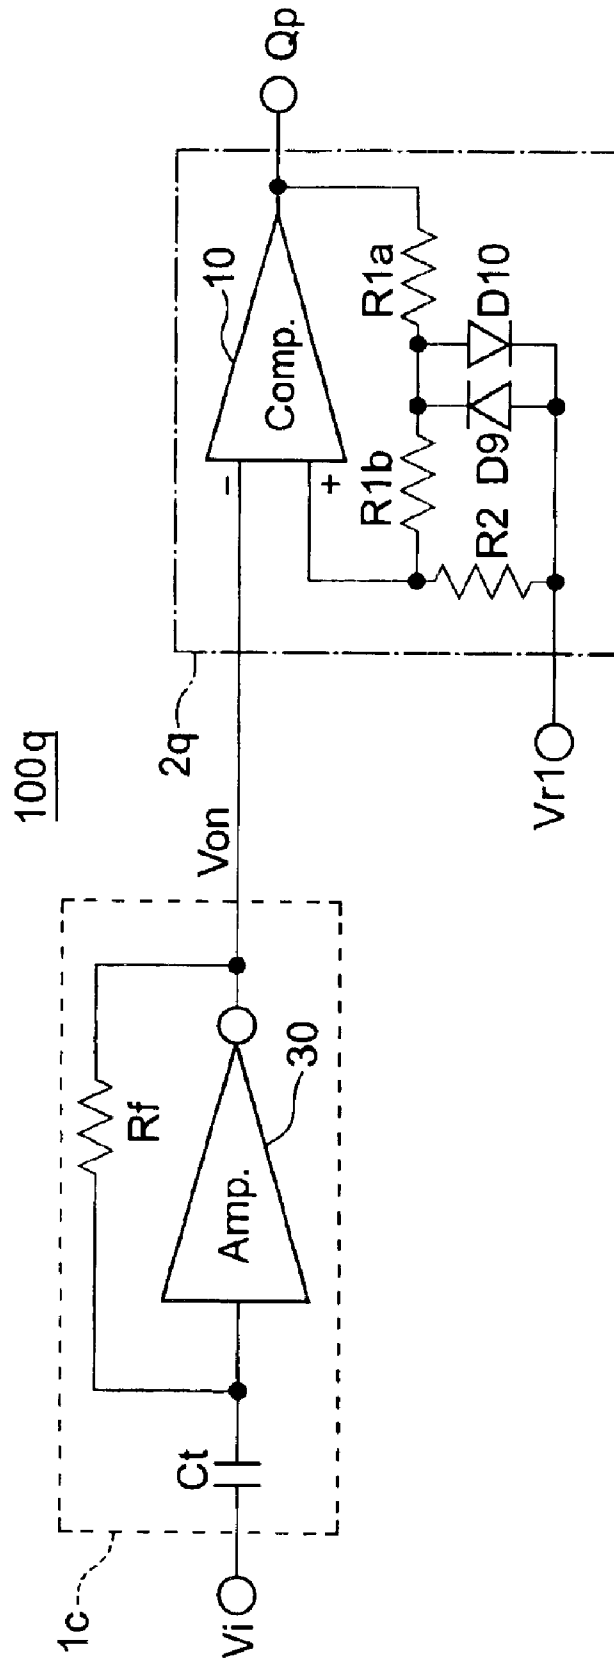 100q
1c
Vi
Ct
Rf
Amp.
30
Von
2q
10
Comp.
−
+
R1b
R1a
R2
D9
D10
Vr1
Qp